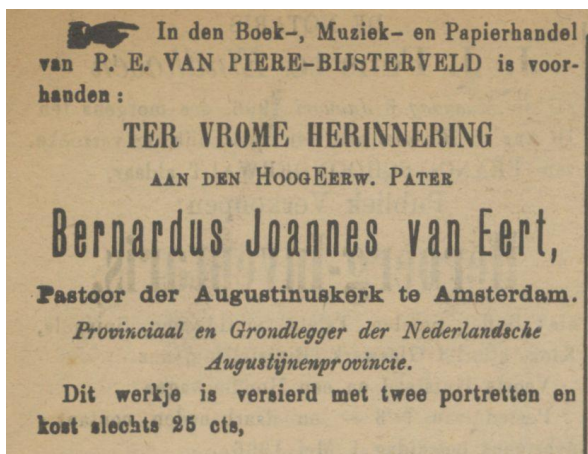 In den Boek-, Muziek- en Papierhandel
van P. E. VAN PIERE-BIJSTERVELD is voor-
handen :
TER VROME HERINNERING
AAN DEN HOOGEERW. PATER
Bernardus Joannes van Eert,
Pastoor der Augustinuskerk te Amsterdam.
Provinciaal en Grondlegger der Nederlandsche
Augustijnenprovincie.
Dit werkje is versierd met twee portretten en
kost slechts 25 cts,